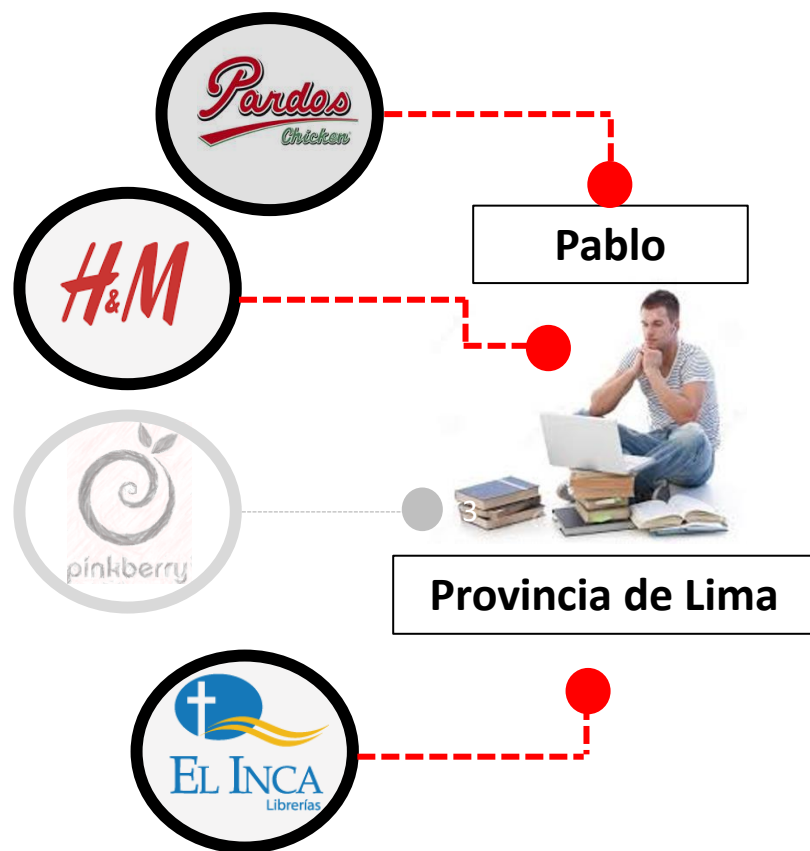 Pardos
Chicken
Pablo
H&M
3
pinkberry
Provincia de Lima
EL INCA
Librerías